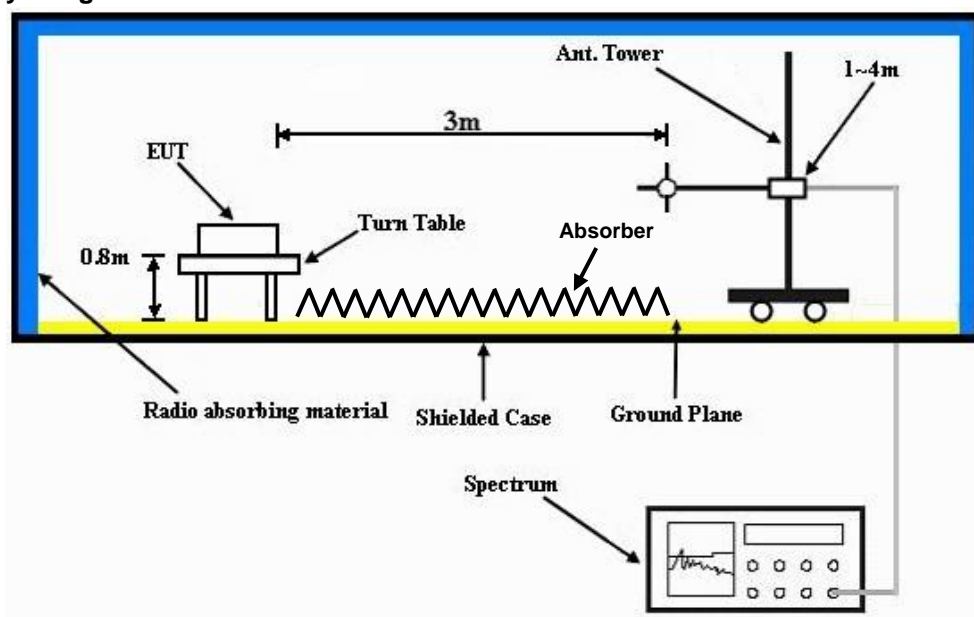 Ant. Tower
1~4m
3m
EUT
Turn Table
Absorber
0.8m
Radio absorbing material
Shielded Case
Ground Plane
Spectrum